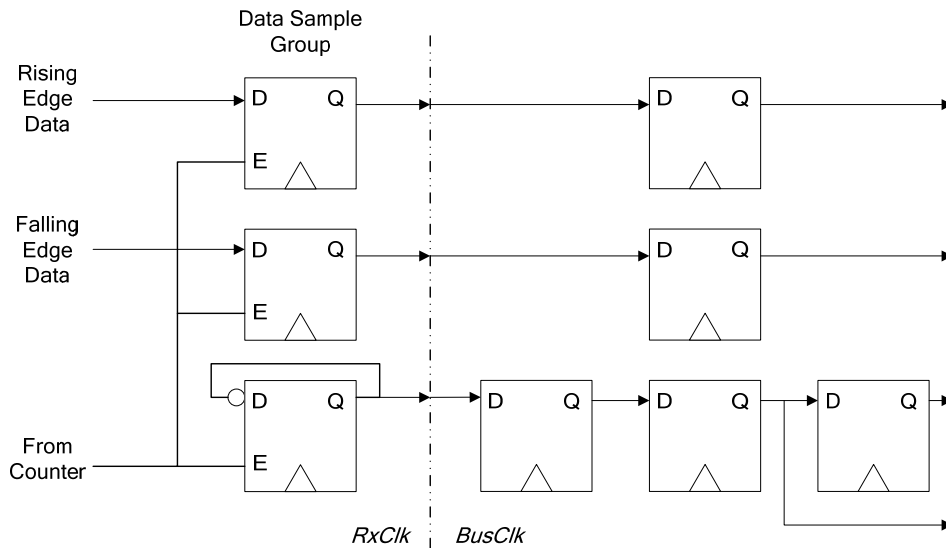 Data Sample
Group
Rising
Edge
Data
D Q
E
D Q
Falling
Edge
Data
D Q
E
D Q
From
Counter
D Q
E
D Q
D Q
D Q
RxClk
BusClk